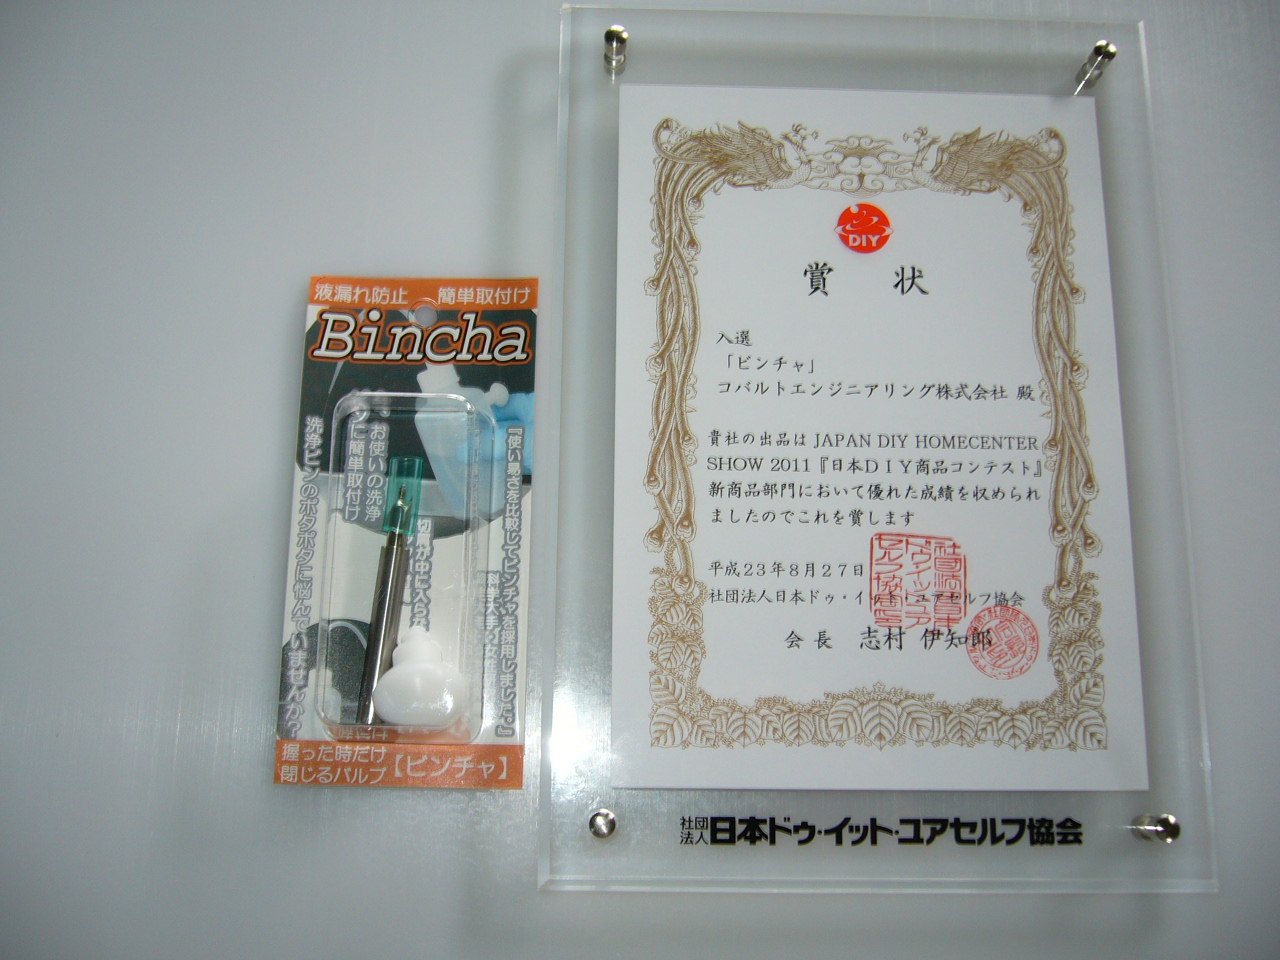 液漏れ防止 簡単取付け
Bincha
お使いの洗浄
ンに簡単取付け
『使い易さを比較してビンチャを採用しました。』
洗浄ビンのポタポタに悩んでいませんか?
握った時だけ
閉じるバルブ【ビンチャ】
DIY
賞 状
入選
「ビンチャ」
コバルトエンジニアリング株式会社 殿
貴社の出品は JAPAN DIY HOMECENTER
SHOW 2011『日本DIY商品コンテスト』
新商品部門において優れた成績を収められ
ましたのでこれを賞します
平成23年8月27日
社団法人日本ドゥ・イット・ユアセルフ協会
会長 志村 伊知郎
社団法人 日本ドゥ・イット・ユアセルフ協会